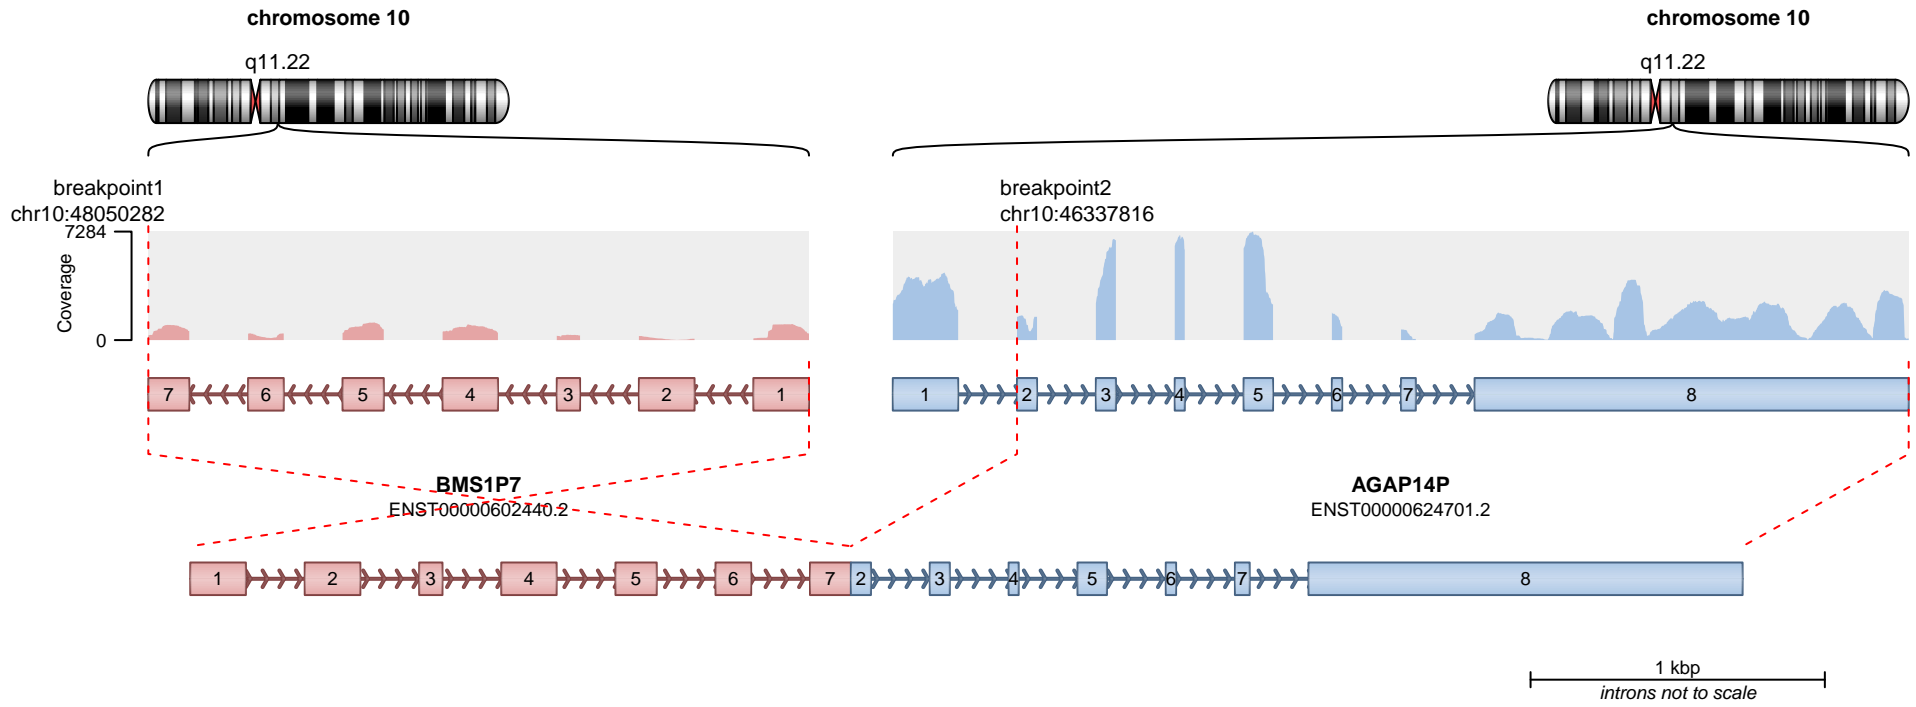 chromosome 10
chromosome 10
q11.22
q11.22
breakpoint1
chr10:48050282
breakpoint2
chr10:46337816
7284
Coverage
0
7 6 5 4 3 2 1
1 2 3 4 5 6 7 8
BMS1P7
ENST00000602440.2
AGAP14P
ENST00000624701.2
1 2 3 4 5 6 7 2 3 4 5 6 7 8
1 kbp
introns not to scale